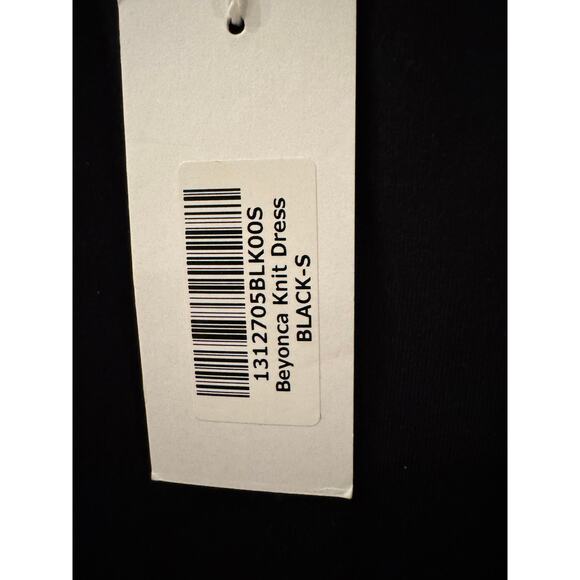 1312705BLK00S
Beyonca Knit Dress
BLACK-S